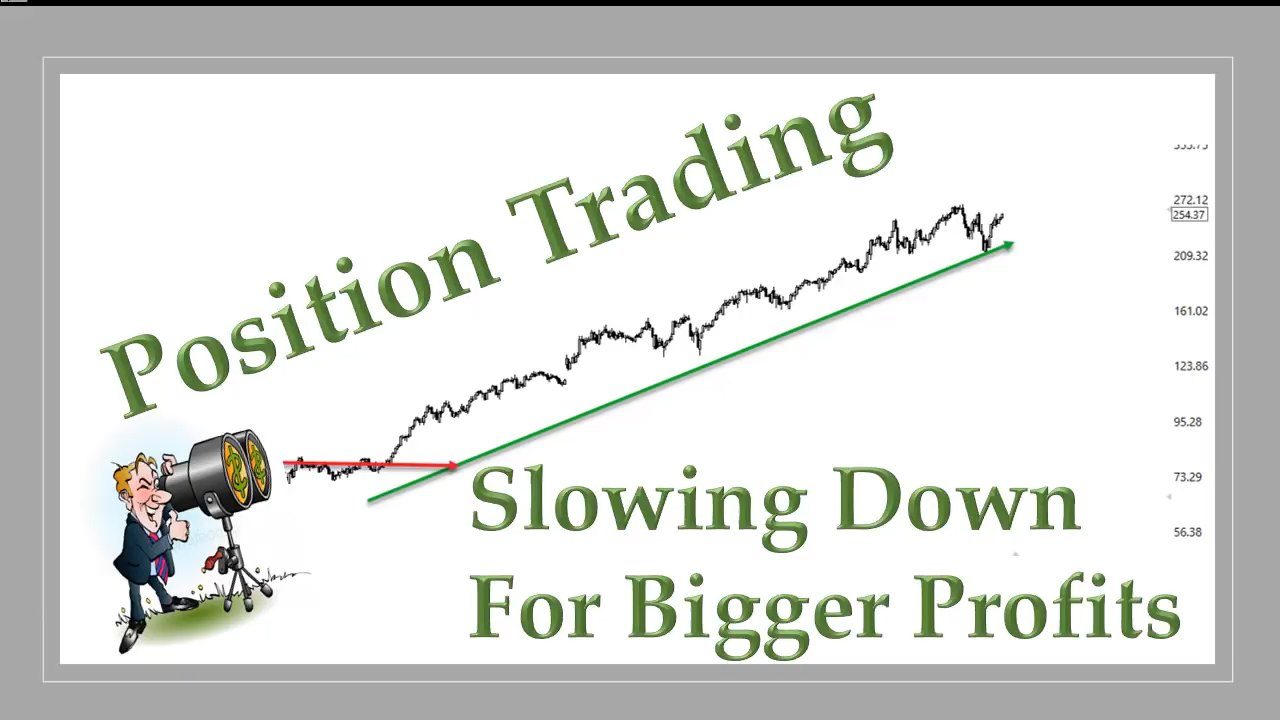 Position Trading
272.12
254.37
209.32
161.01
123.86
95.28
73.29
56.38
Slowing Down
For Bigger Profits